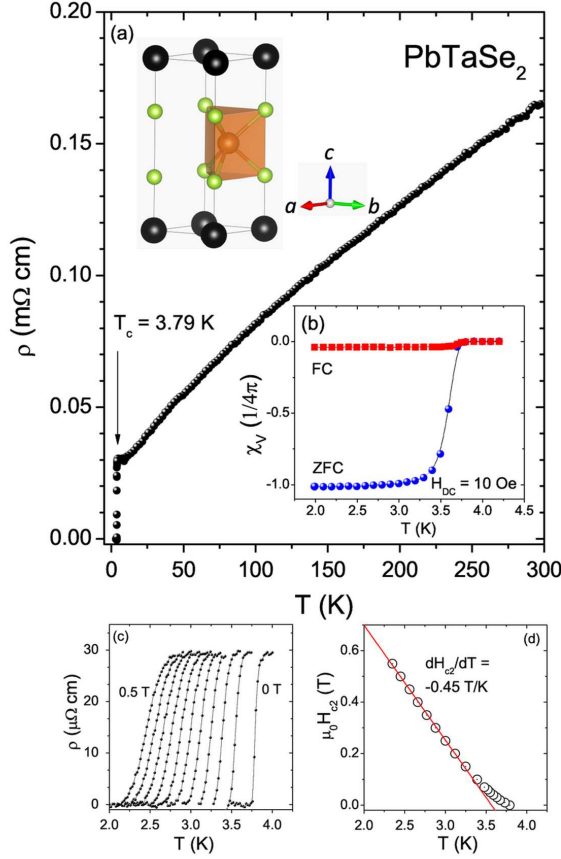 (a)
PbTaSe₂
c
a
b
T_c = 3.79 K
ρ (mΩ cm)
0.20
0.15
0.10
0.05
0.00
0
50
100
150
200
250
300
T (K)
(b)
FC
ZFC
H_DC = 10 Oe
χ_V (1/4π)
0.0
-0.5
-1.0
2.0 2.5 3.0 3.5 4.0 4.5
T (K)
(c)
0.5 T
0 T
ρ (μΩ cm)
30
20
10
0
2.0 2.5 3.0 3.5 4.0
T (K)
(d)
dH_c2/dT =
-0.45 T/K
μ₀H_c2 (T)
0.6
0.4
0.2
0.0
2.0 2.5 3.0 3.5 4.0
T (K)